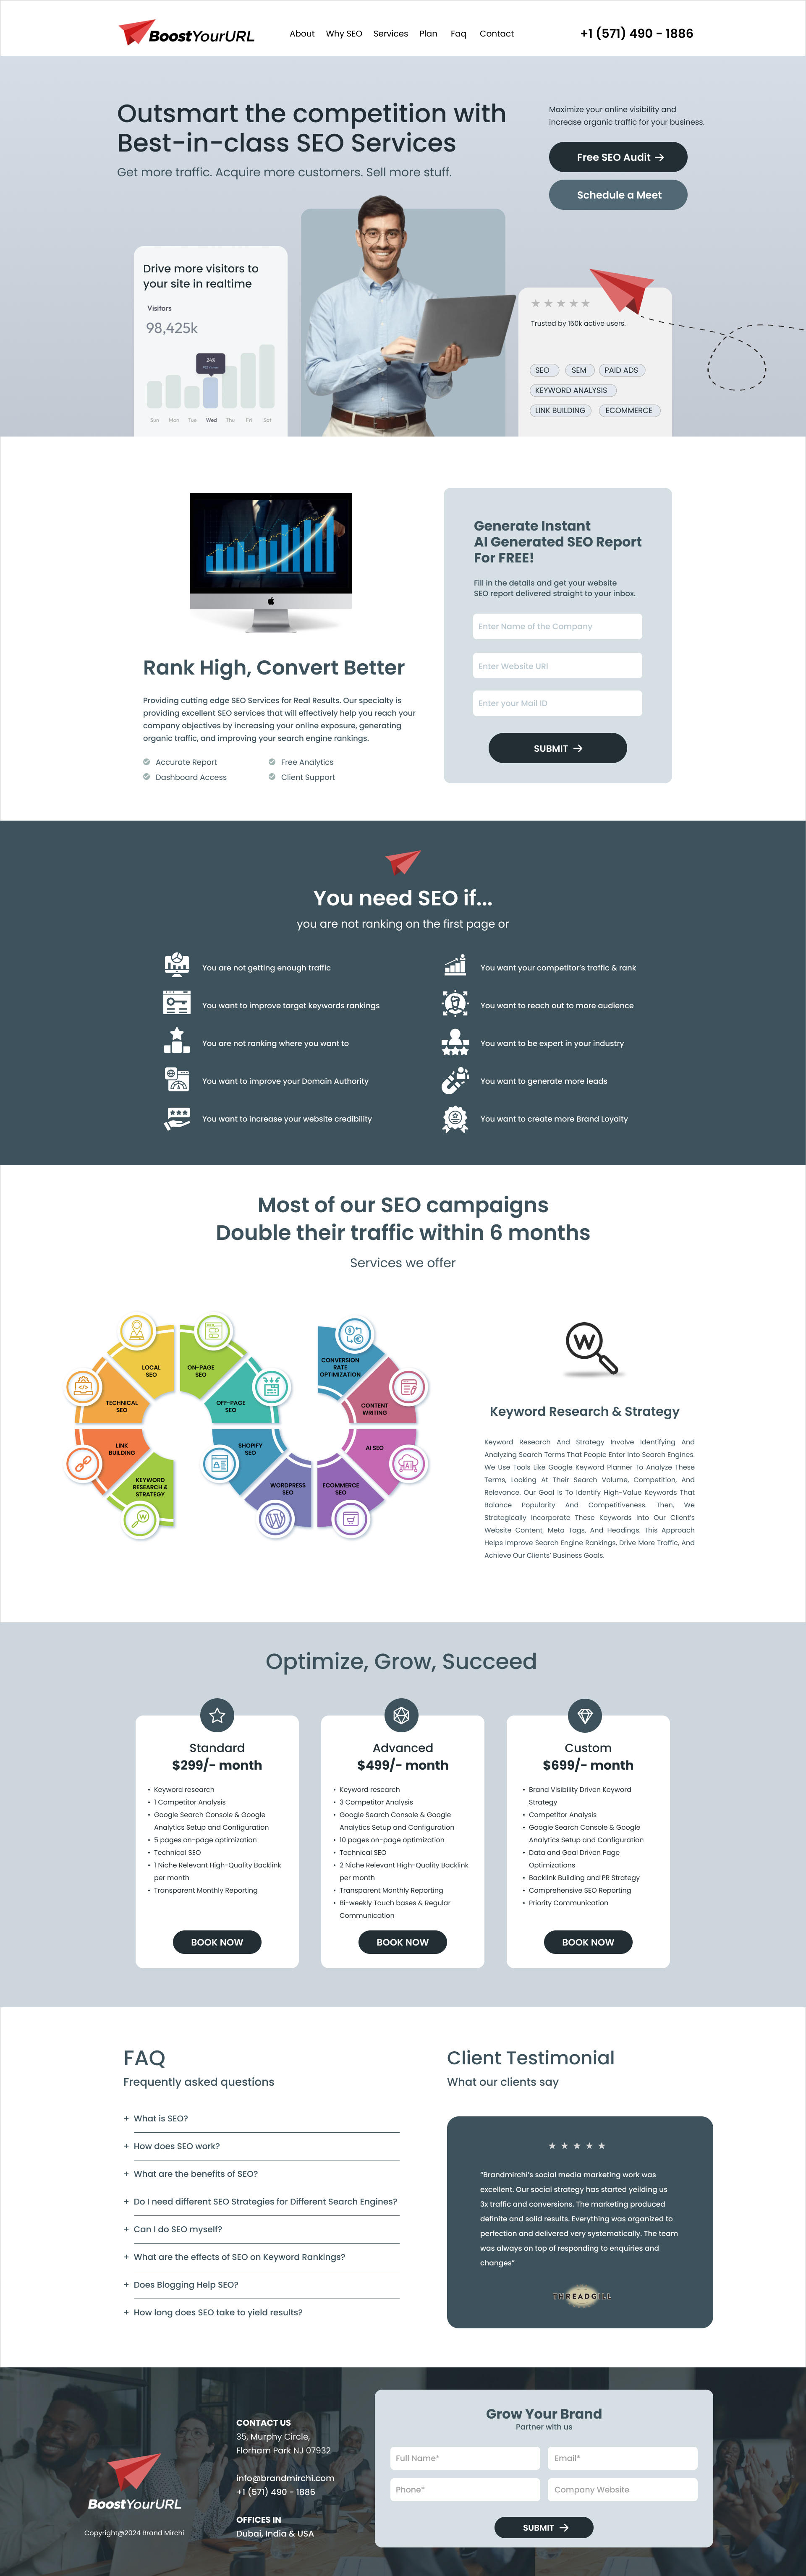 BoostYourURL
About Why SEO Services Plan Faq Contact
+1 (571) 490 - 1886
Outsmart the competition with
Best-in-class SEO Services
Get more traffic. Acquire more customers. Sell more stuff.
Maximize your online visibility and
increase organic traffic for your business.
Free SEO Audit →
Schedule a Meet
Drive more visitors to
your site in realtime
Visitors
98,425k
Sun Mon Tue Wed Thu Fri Sat
Trusted by 150k active users.
SEO SEM PAID ADS
KEYWORD ANALYSIS
LINK BUILDING ECOMMERCE
Rank High, Convert Better
Providing cutting edge SEO Services for Real Results. Our specialty is
providing excellent SEO services that will effectively help you reach your
company objectives by increasing your online exposure, generating
organic traffic, and improving your search engine rankings.
Accurate Report Free Analytics
Dashboard Access Client Support
Generate Instant
AI Generated SEO Report
For FREE!
Fill in the details and get your website
SEO report delivered straight to your inbox.
Enter Name of the Company
Enter Website URl
Enter your Mail ID
SUBMIT →
You need SEO if...
you are not ranking on the first page or
You are not getting enough traffic
You want your competitor's traffic & rank
You want to improve target keywords rankings
You want to reach out to more audience
You are not ranking where you want to
You want to be expert in your industry
You want to improve your Domain Authority
You want to generate more leads
You want to increase your website credibility
You want to create more Brand Loyalty
Most of our SEO campaigns
Double their traffic within 6 months
Services we offer
LOCAL
SEO
ON-PAGE
SEO
TECHNICAL
SEO
OFF-PAGE
SEO
LINK
BUILDING
SHOPIFY
SEO
KEYWORD
RESEARCH &
STRATEGY
WORDPRESS
SEO
CONVERSION
RATE
OPTIMIZATION
CONTENT
WRITING
AI SEO
ECOMMERCE
SEO
W
Keyword Research & Strategy
Keyword Research And Strategy Involve Identifying And
Analyzing Search Terms That People Enter into Search Engines.
We Use Tools Like Google Keyword Planner To Analyze These
Terms, Looking At Their Search Volume, Competition, And
Relevance. Our Goal Is To Identify High-Value Keywords That
Balance Popularity And Competitiveness. Then, We
Strategically Incorporate These Keywords Into Our Client's
Website Content, Meta Tags, And Headings. This Approach
Helps Improve Search Engine Rankings, Drive More Traffic, And
Achieve Our Clients' Business Goals.
Optimize, Grow, Succeed
Standard
$299/- month
• Keyword research
• 1 Competitor Analysis
• Google Search Console & Google
Analytics Setup and Configuration
• 5 pages on-page optimization
• Technical SEO
• 1 Niche Relevant High-Quality Backlink
per month
• Transparent Monthly Reporting
BOOK NOW
Advanced
$499/- month
• Keyword research
• 3 Competitor Analysis
• Google Search Console & Google
Analytics Setup and Configuration
• 10 pages on-page optimization
• Technical SEO
• 2 Niche Relevant High-Quality Backlink
per month
• Transparent Monthly Reporting
• Bi-weekly Touch bases & Regular
Communication
BOOK NOW
Custom
$699/- month
• Brand Visibility Driven Keyword
Strategy
• Competitor Analysis
• Google Search Console & Google
Analytics Setup and Configuration
• Data and Goal Driven Page
Optimizations
• Backlink Building and PR Strategy
• Comprehensive SEO Reporting
• Priority Communication
BOOK NOW
FAQ
Frequently asked questions
+ What is SEO?
+ How does SEO work?
+ What are the benefits of SEO?
+ Do I need different SEO Strategies for Different Search Engines?
+ Can I do SEO myself?
+ What are the effects of SEO on Keyword Rankings?
+ Does Blogging Help SEO?
+ How long does SEO take to yield results?
Client Testimonial
What our clients say
"Brandmirchi's social media marketing work was
excellent. Our social strategy has started yeilding us
3x traffic and conversions. The marketing produced
definite and solid results. Everything was organized to
perfection and delivered very systematically. The team
was always on top of responding to enquiries and
changes"
THREADGILL
BoostYourURL
Copyright@2024 Brand Mirchi
CONTACT US
35, Murphy Circle,
Florham Park NJ 07932
info@brandmirchi.com
+1 (571) 490 - 1886
OFFICES IN
Dubai, India & USA
Grow Your Brand
Partner with us
Full Name* Email*
Phone* Company Website
SUBMIT →